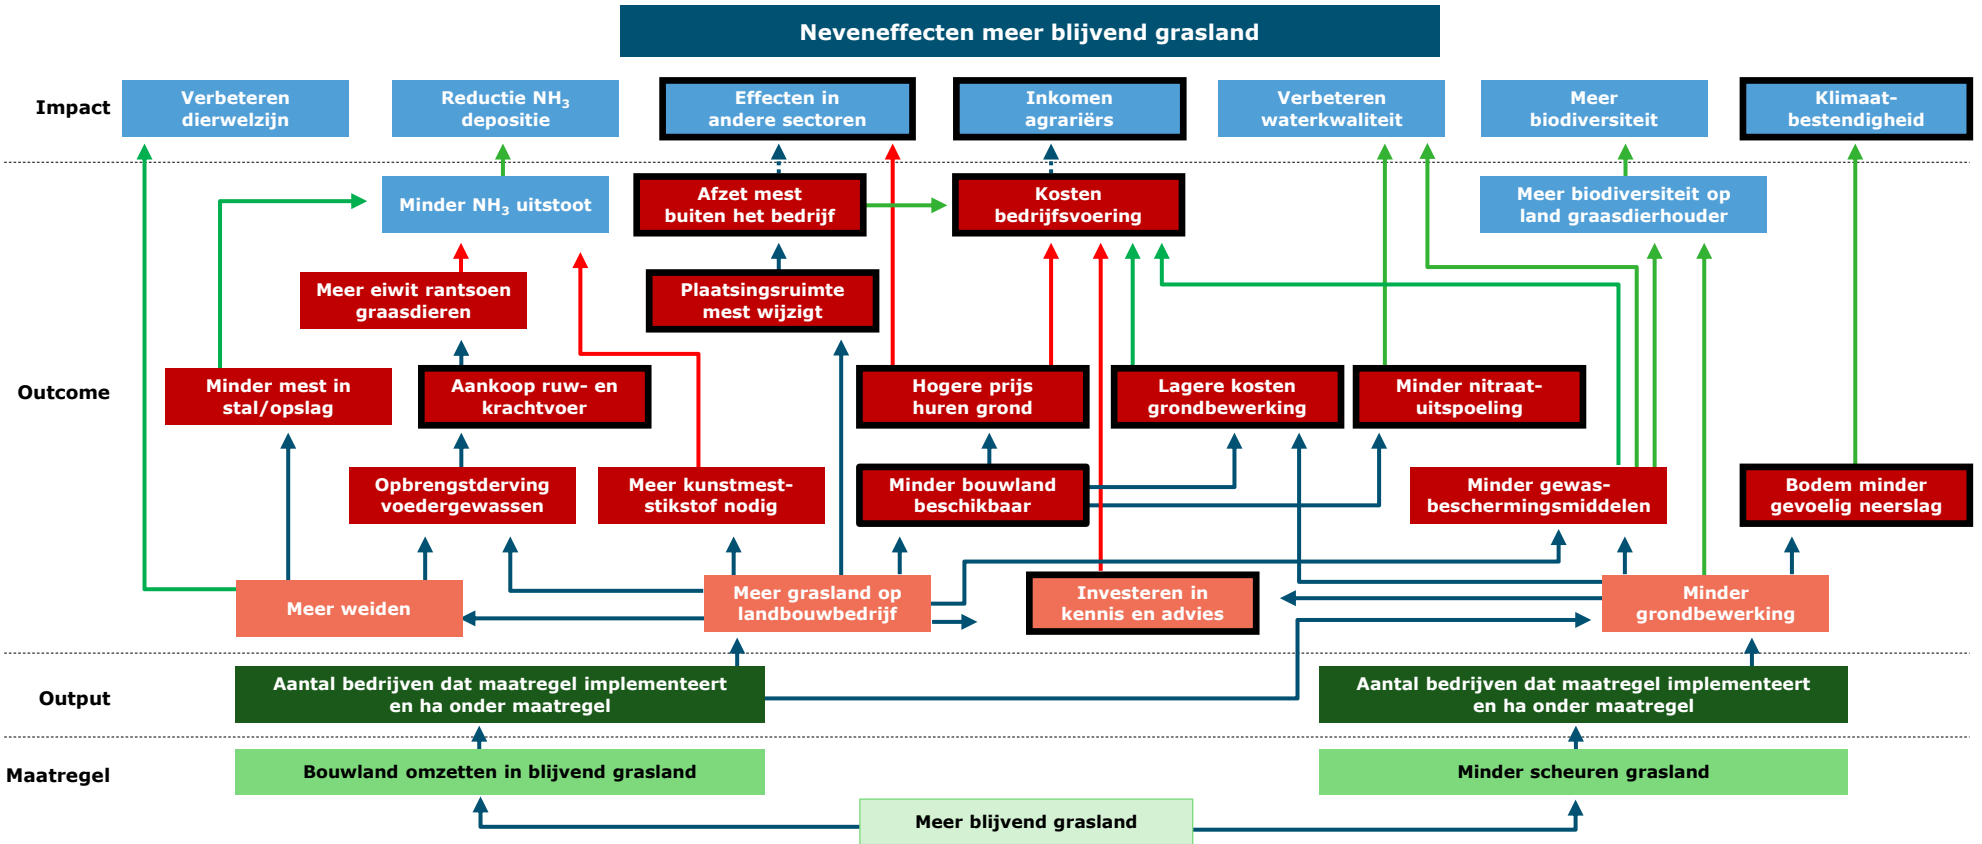 Neveneffecten meer blijvend grasland
Impact
Verbeteren
dierwelzijn
Reductie NH₃
depositie
Effecten in
andere sectoren
Inkomen
agrariërs
Verbeteren
waterkwaliteit
Meer
biodiversiteit
Klimaat-
bestendigheid
Outcome
Minder NH₃ uitstoot
Afzet mest
buiten het bedrijf
Kosten
bedrijfsvoering
Meer biodiversiteit op
land graasdierhouder
Meer eiwit rantsoen
graasdieren
Plaatsingsruimte
mest wijzigt
Minder mest in
stal/opslag
Aankoop ruw- en
krachtvoer
Hogere prijs
huren grond
Lagere kosten
grondbewerking
Minder nitraat-
uitspoeling
Opbrengstderving
voedergewassen
Meer kunstmest-
stikstof nodig
Minder bouwland
beschikbaar
Minder gewas-
beschermingsmiddelen
Bodem minder
gevoelig neerslag
Meer weiden
Meer grasland op
landbouwbedrijf
Investeren in
kennis en advies
Minder
grondbewerking
Output
Aantal bedrijven dat maatregel implementeert
en ha onder maatregel
Aantal bedrijven dat maatregel implementeert
en ha onder maatregel
Maatregel
Bouwland omzetten in blijvend grasland
Minder scheuren grasland
Meer blijvend grasland